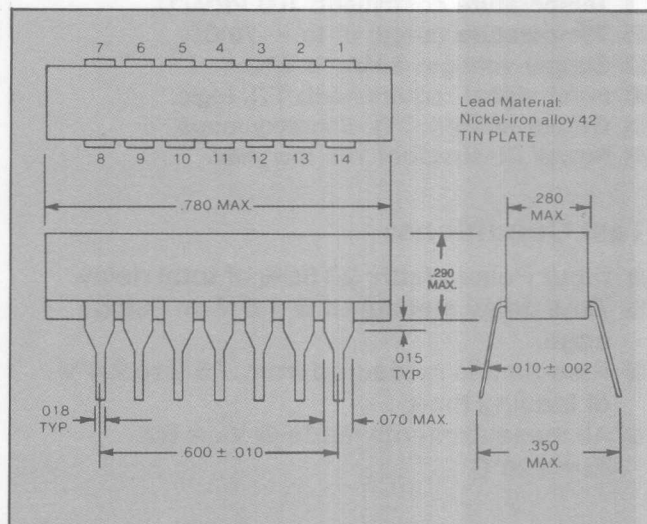 7 6 5 4 3 2 1
8 9 10 11 12 13 14
Lead Material:
Nickel-iron alloy 42
TIN PLATE
.780 MAX.
.280
MAX.
.290
MAX.
.015
TYP.
.010 ± .002
.018
TYP.
.070 MAX.
.600 ± .010
.350
MAX.